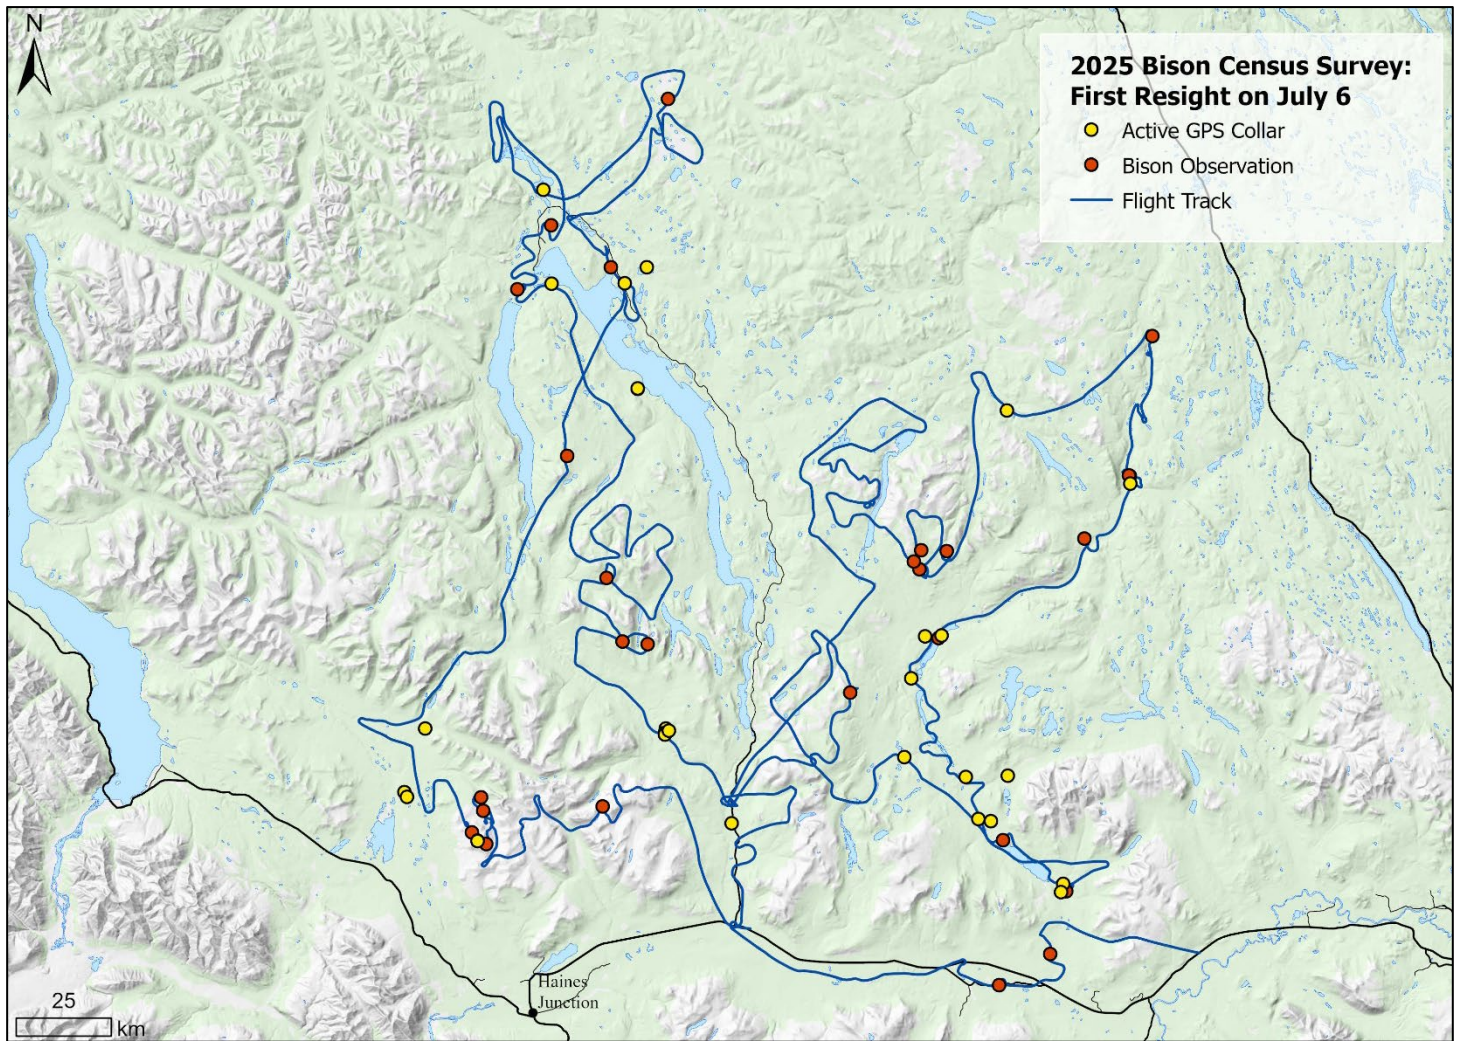 N
2025 Bison Census Survey:
First Resight on July 6
Active GPS Collar
Bison Observation
Flight Track
Haines
Junction
25
km